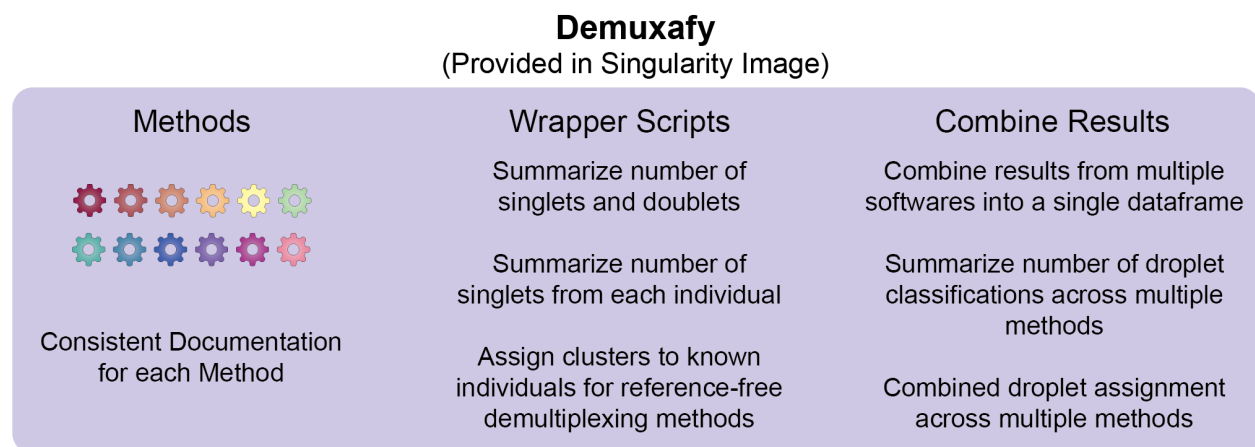 Demuxafy
(Provided in Singularity Image)
Methods
Consistent Documentation
for each Method
Wrapper Scripts
Summarize number of
singlets and doublets
Summarize number of
singlets from each individual
Assign clusters to known
individuals for reference-free
demultiplexing methods
Combine Results
Combine results from multiple
softwares into a single dataframe
Summarize number of droplet
classifications across multiple
methods
Combined droplet assignment
across multiple methods